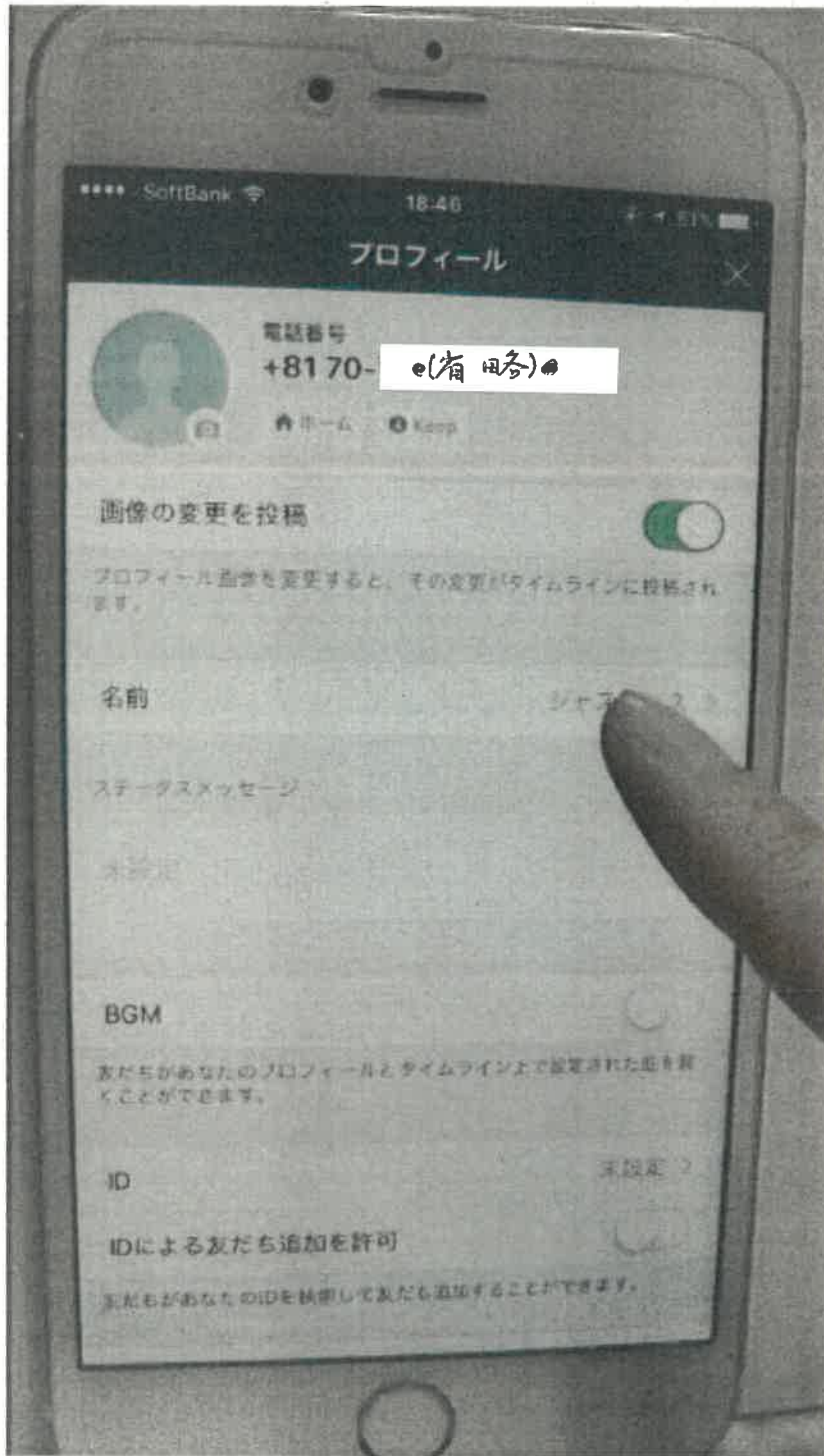 SoftBank
18:46
81%
プロフィール
電話番号
+81 70-
(省略)
ホーム Keep
画像の変更を投稿
プロフィール画像を変更すると、その変更がタイムラインに投稿され
ます。
名前
ステータスメッセージ
未設定
BGM
友だちがあなたのプロフィールとタイムライン上で設定された曲を聴
くことができます。
ID 未設定
IDによる友だち追加を許可
友だちがあなたのIDを検索して友だち追加することができます。